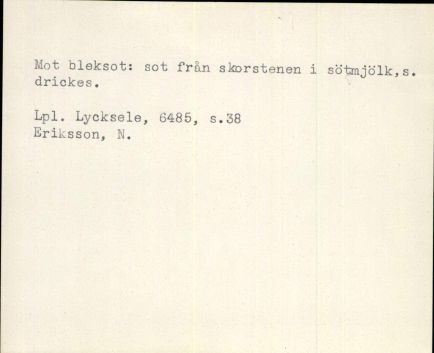 Mot bleksot: sot från skorstenen i sötmjölk,s.
drickes.
Lpl. Lycksele, 6485, s.38
Eriksson, N.